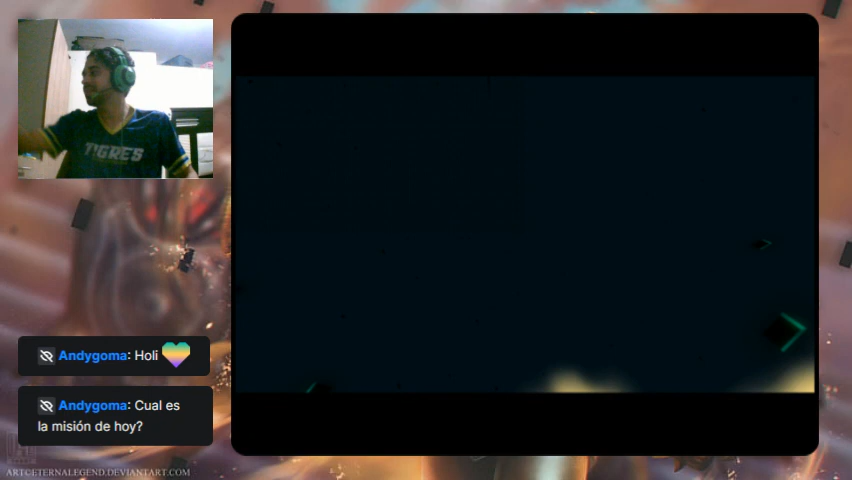 TIGRES
Andygoma: Holi
Andygoma: Cual es
la misión de hoy?
ARTCETERNALEGEND.DEVIANTART.COM